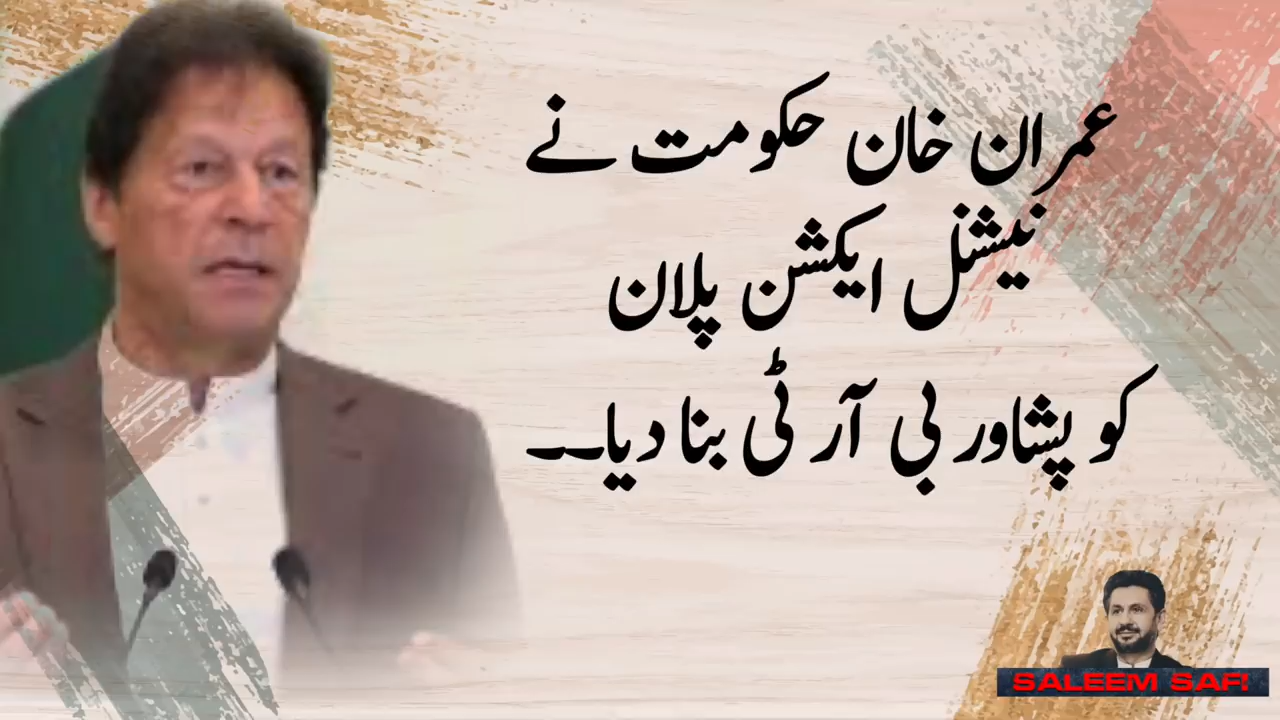 عمران خان حکومت نے
نیشنل ایکشن پلان
کو پشاور بی آر ٹی بنا دیا۔۔
SALEEM SAFI